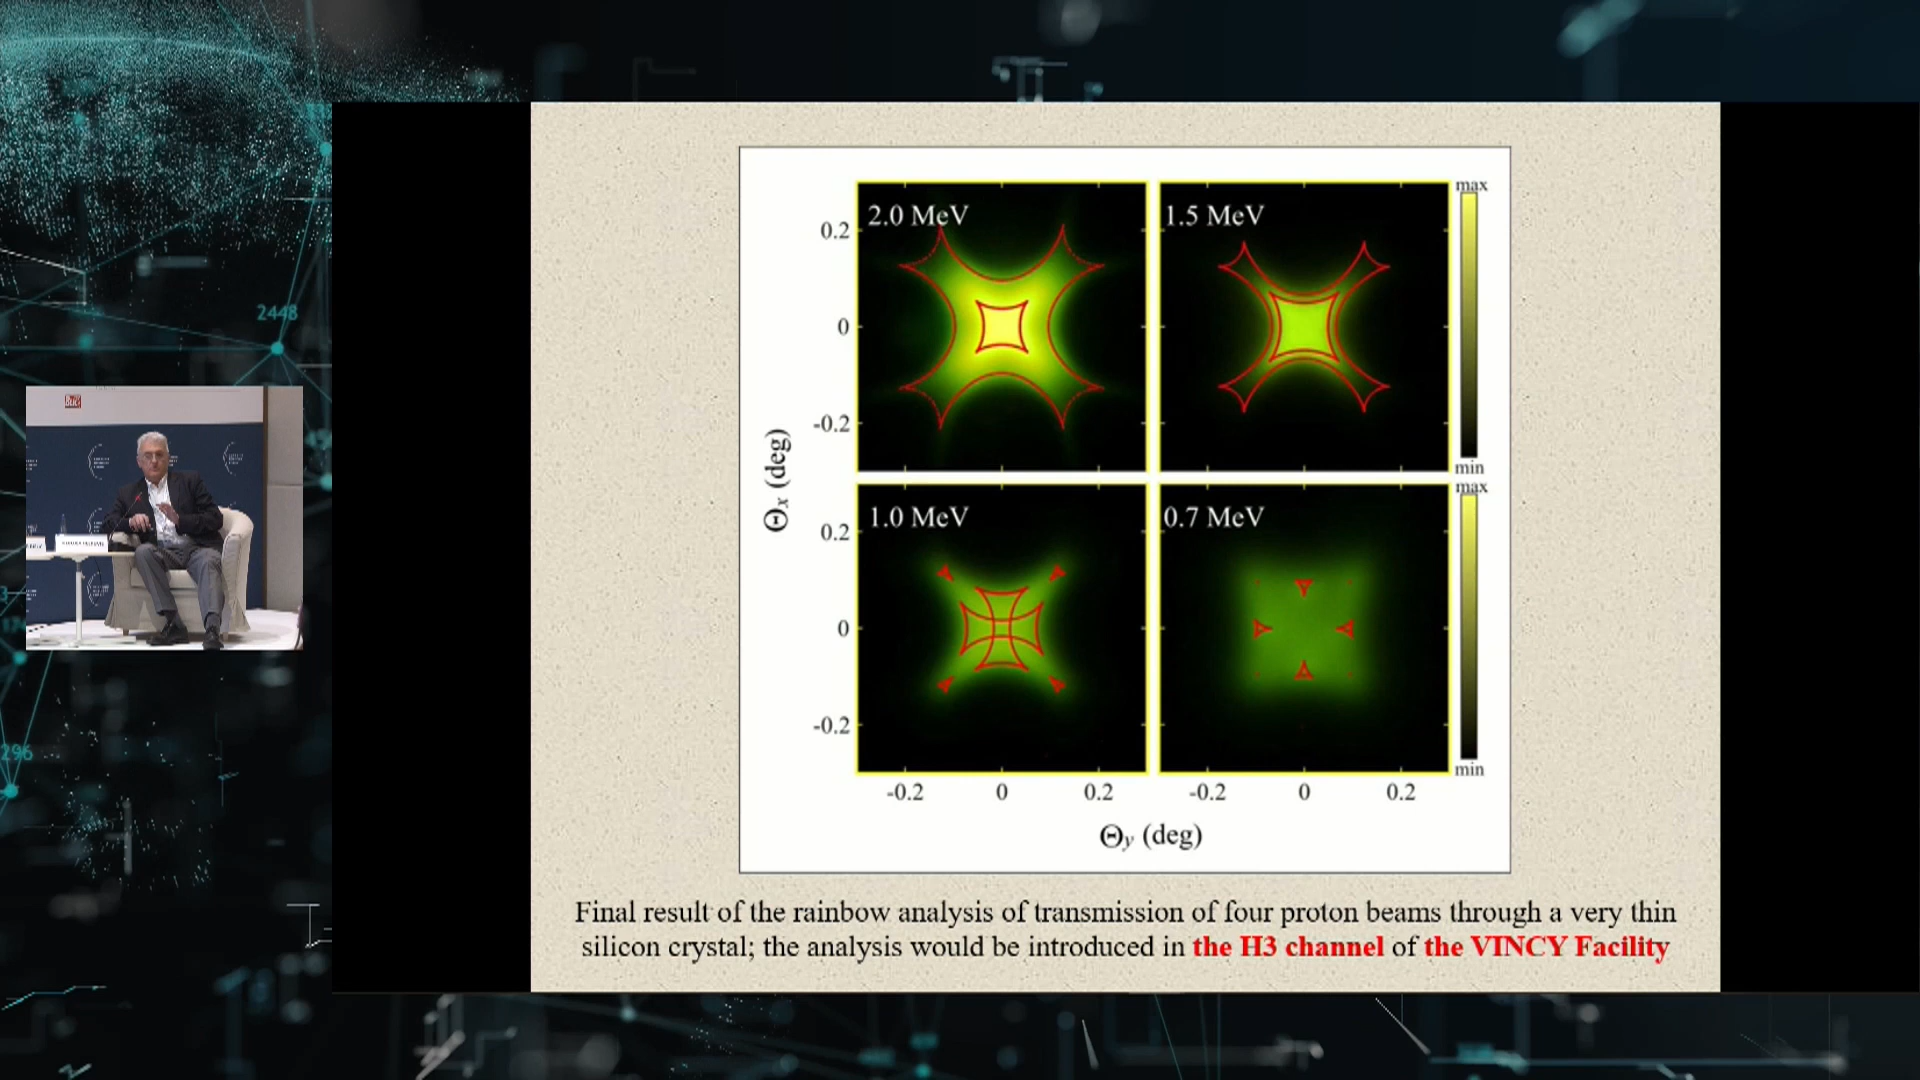 2448
296
Blic
2.0 MeV
1.5 MeV
max
min
1.0 MeV
0.7 MeV
max
min
0.2
0
-0.2
0.2
0
-0.2
Θx (deg)
-0.2 0 0.2
-0.2 0 0.2
Θy (deg)
Final result of the rainbow analysis of transmission of four proton beams through a very thin
silicon crystal; the analysis would be introduced in the H3 channel of the VINCY Facility